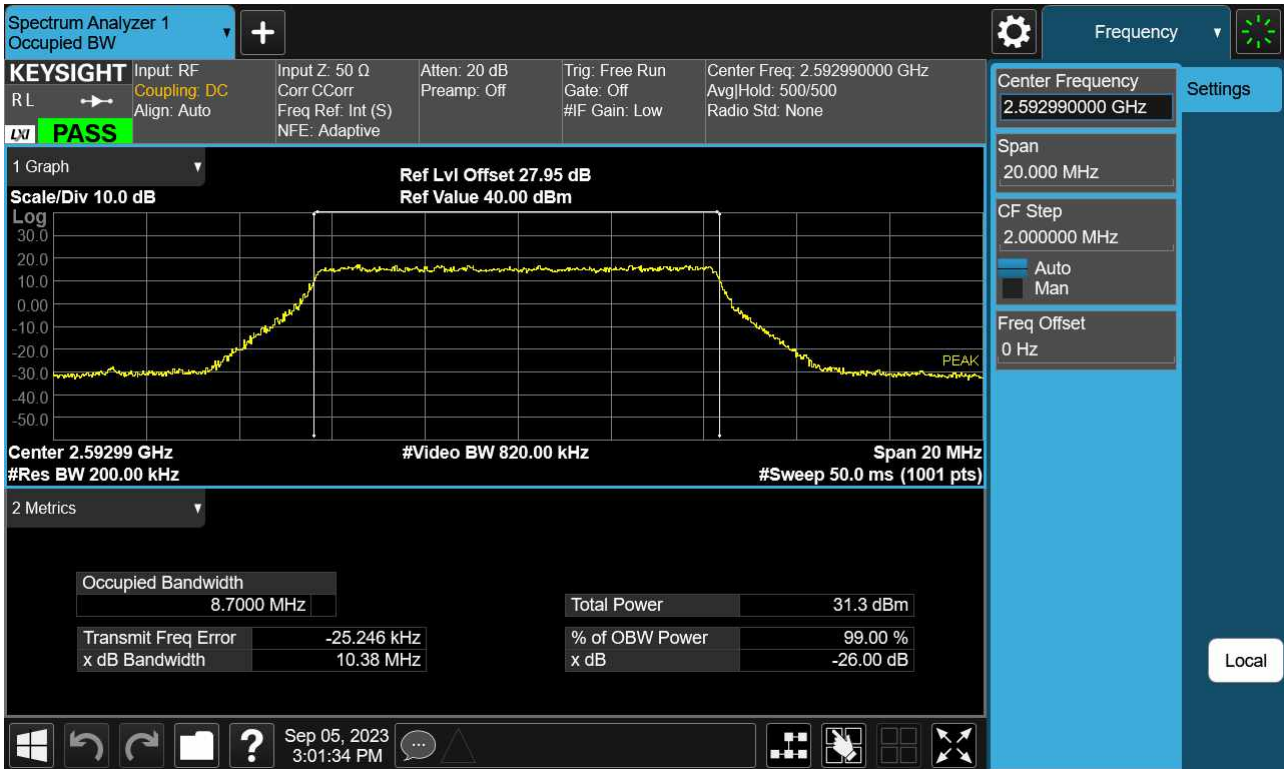 Spectrum Analyzer 1
Occupied BW
+
Frequency
KEYSIGHT
R L
LXI
PASS
Input: RF
Coupling: DC
Align: Auto
Input Z: 50 Ω
Corr CCorr
Freq Ref: Int (S)
NFE: Adaptive
Atten: 20 dB
Preamp: Off
Trig: Free Run
Gate: Off
#IF Gain: Low
Center Freq: 2.592990000 GHz
Avg|Hold: 500/500
Radio Std: None
1 Graph
Scale/Div 10.0 dB
Ref Lvl Offset 27.95 dB
Ref Value 40.00 dBm
Log
30.0
20.0
10.0
0.00
-10.0
-20.0
-30.0
-40.0
-50.0
PEAK
Center 2.59299 GHz
#Video BW 820.00 kHz
Span 20 MHz
#Res BW 200.00 kHz
#Sweep 50.0 ms (1001 pts)
2 Metrics
Occupied Bandwidth
8.7000 MHz
Total Power 31.3 dBm
Transmit Freq Error -25.246 kHz
% of OBW Power 99.00 %
x dB Bandwidth 10.38 MHz
x dB -26.00 dB
Center Frequency
2.592990000 GHz
Settings
Span
20.000 MHz
CF Step
2.000000 MHz
Auto
Man
Freq Offset
0 Hz
Local
?
Sep 05, 2023
3:01:34 PM